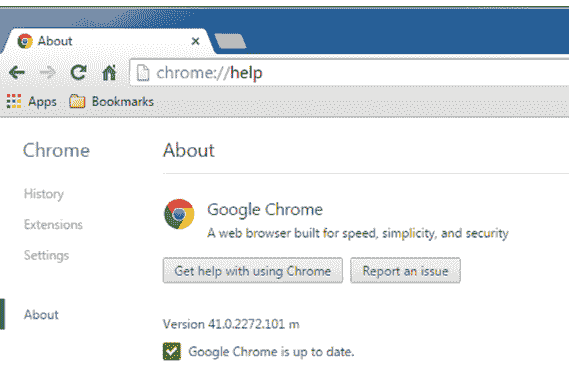 About
chrome://help
Apps Bookmarks
Chrome
History
Extensions
Settings
About
About
Google Chrome
A web browser built for speed, simplicity, and security
Get help with using Chrome Report an issue
Version 41.0.2272.101 m
Google Chrome is up to date.